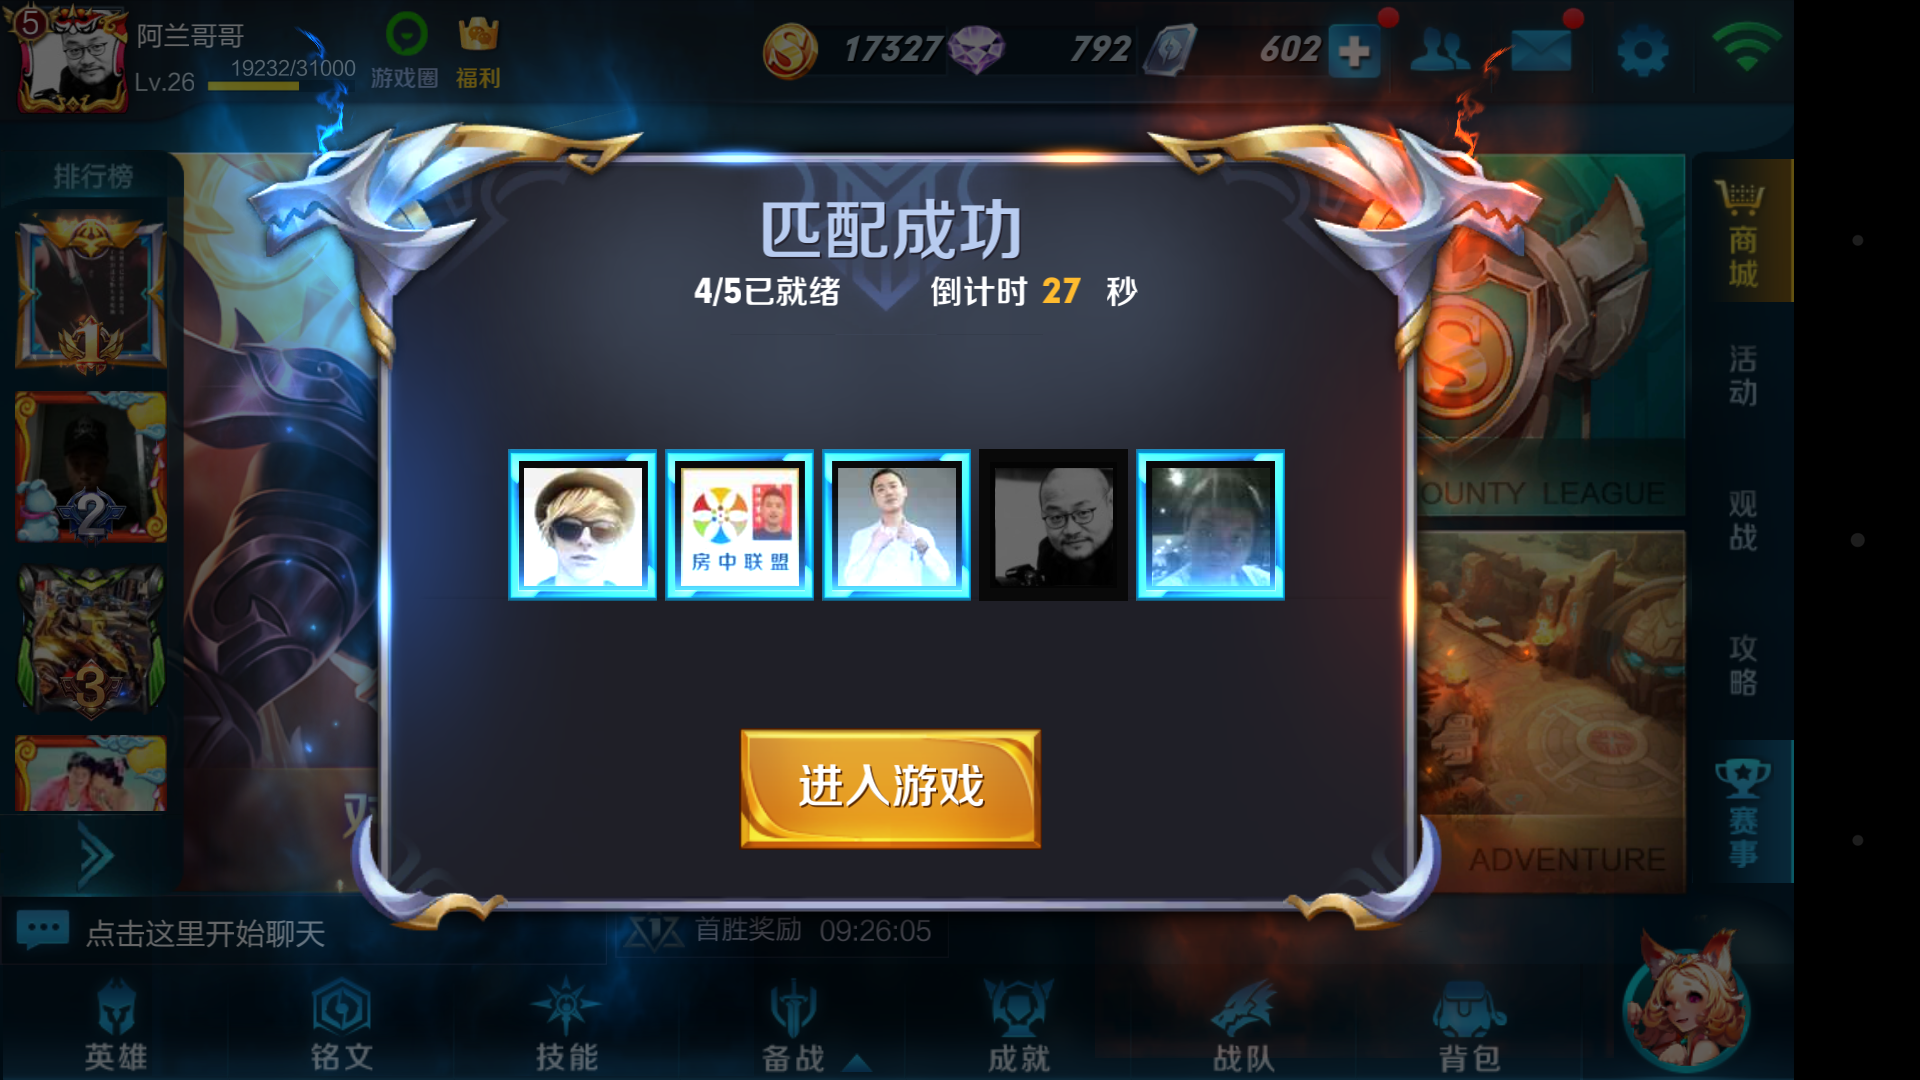 5
阿兰哥哥
Lv.26
19232/31000
游戏圈
福利
17327
792
602
排行榜
1
2
3
匹配成功
4/5已就绪
倒计时 27 秒
房中联盟
进入游戏
OUNTY LEAGUE
ADVENTURE
商城
活动
观战
攻略
赛事
点击这里开始聊天
首胜奖励 09:26:05
英雄
铭文
技能
备战
成就
战队
背包